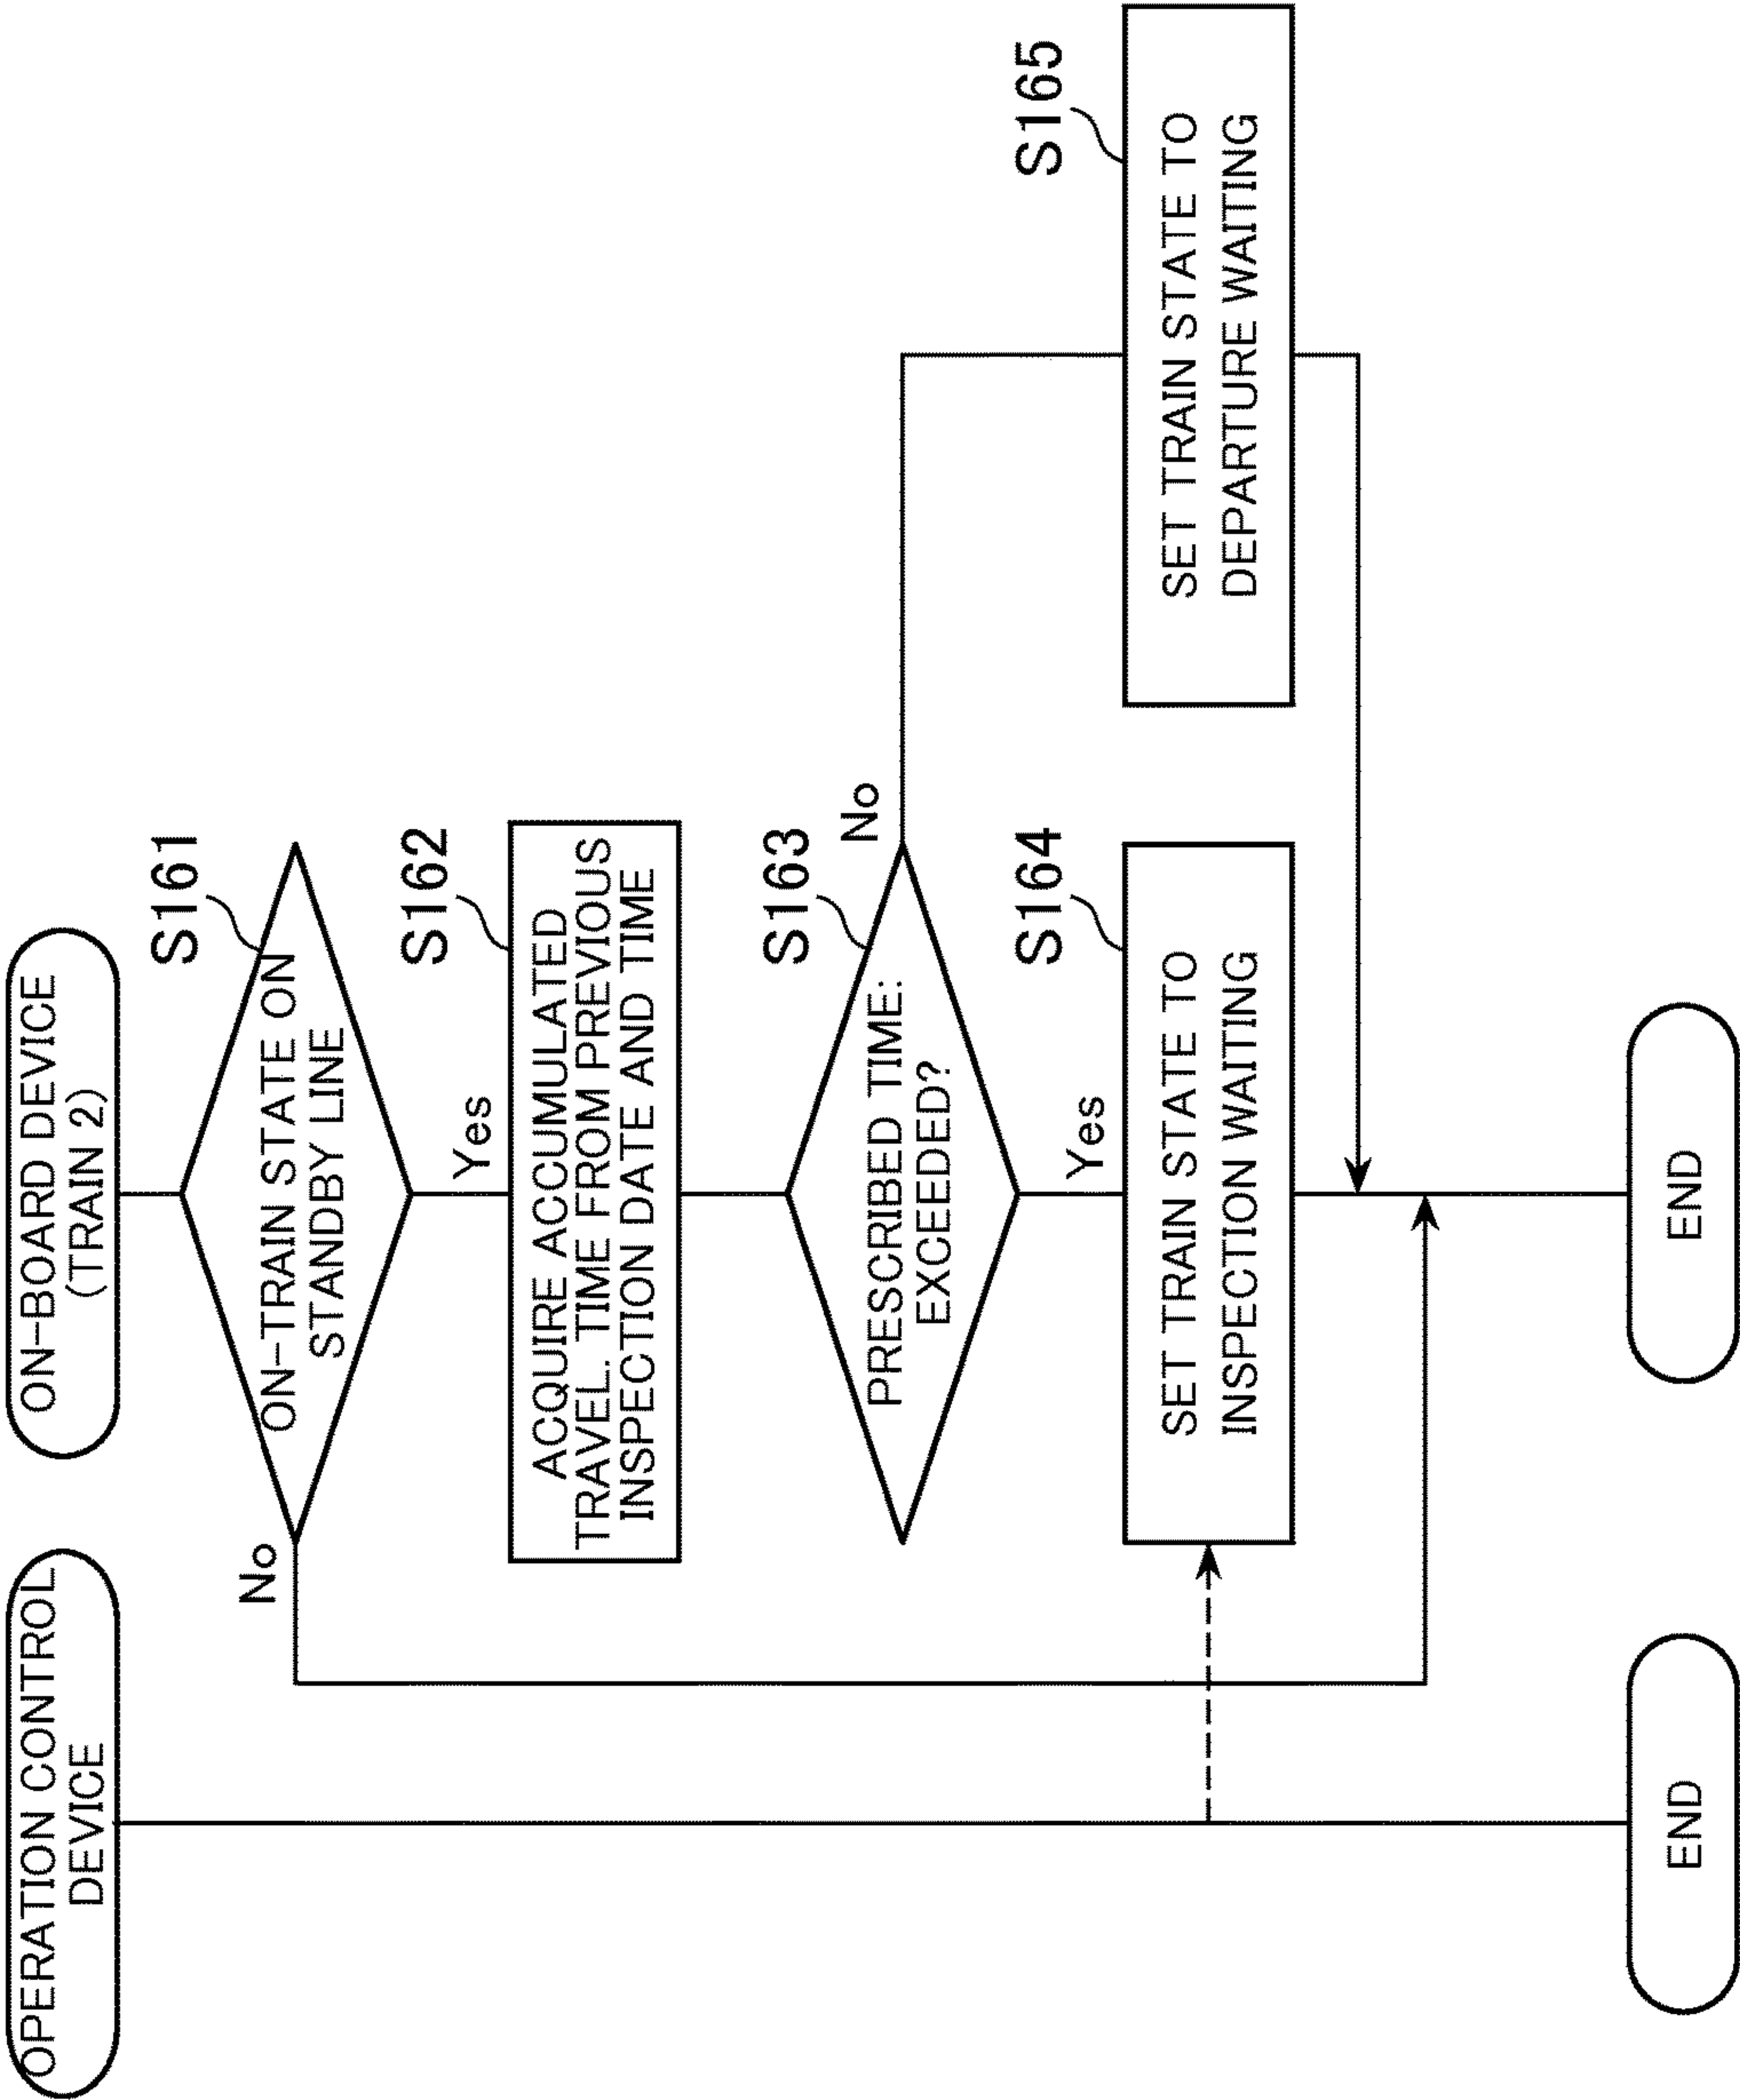 OPERATION CONTROL
DEVICE
ON-BOARD DEVICE
(TRAIN 2)
S161
ON-TRAIN STATE ON
STANDBY LINE
No
Yes
S162
ACQUIRE ACCUMULATED
TRAVEL. TIME FROM PREVIOUS
INSPECTION DATE AND TIME
S163
PRESCRIBED TIME:
EXCEEDED?
No
Yes
S164
SET TRAIN STATE TO
INSPECTION WAITING
S165
SET TRAIN STATE TO
DEPARTURE WAITING
END
END